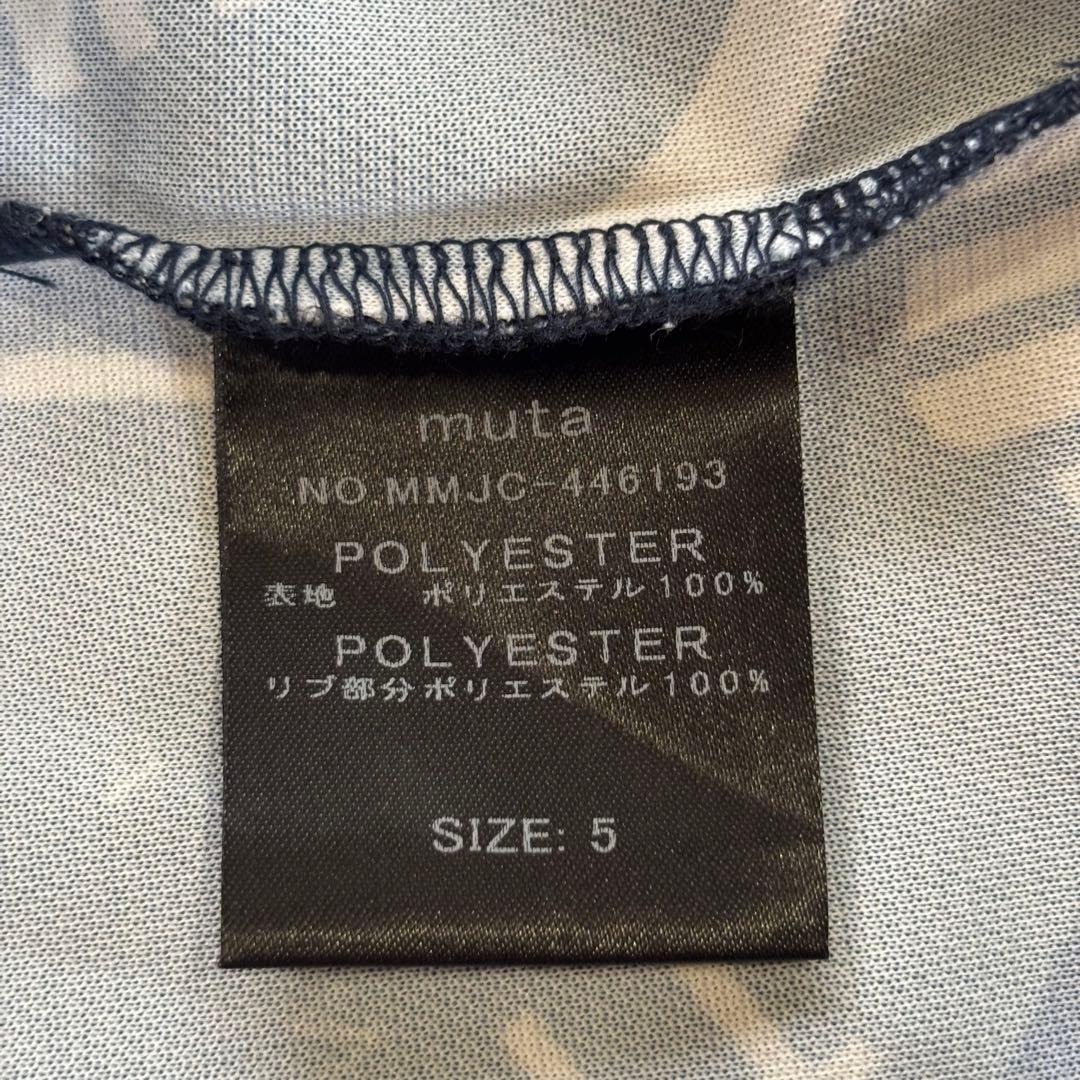 muta
NO.MMJC-446193
POLYESTER
表地 ポリエステル100%
POLYESTER
リブ部分ポリエステル100%
SIZE: 5